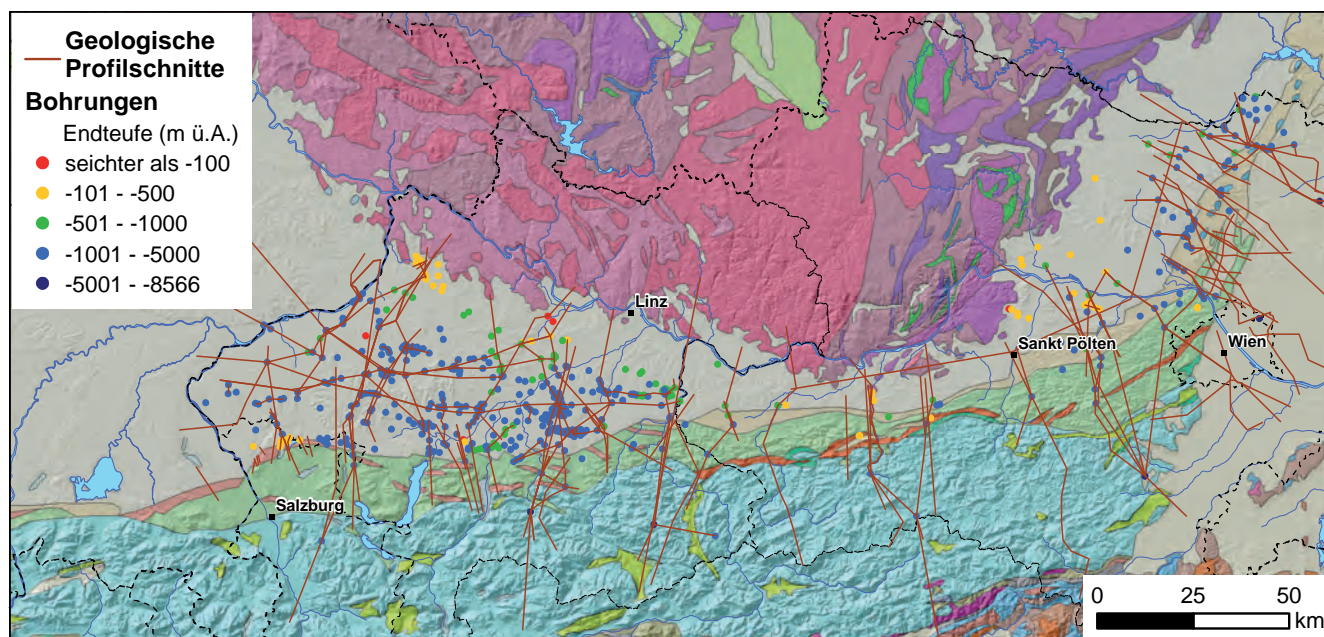 Geologische
Profilschnitte
Bohrungen
Endteufe (m ü.A.)
seichter als -100
-101 - -500
-501 - -1000
-1001 - -5000
-5001 - -8566
Linz
Sankt Pölten
Wien
Salzburg
0 25 50
km